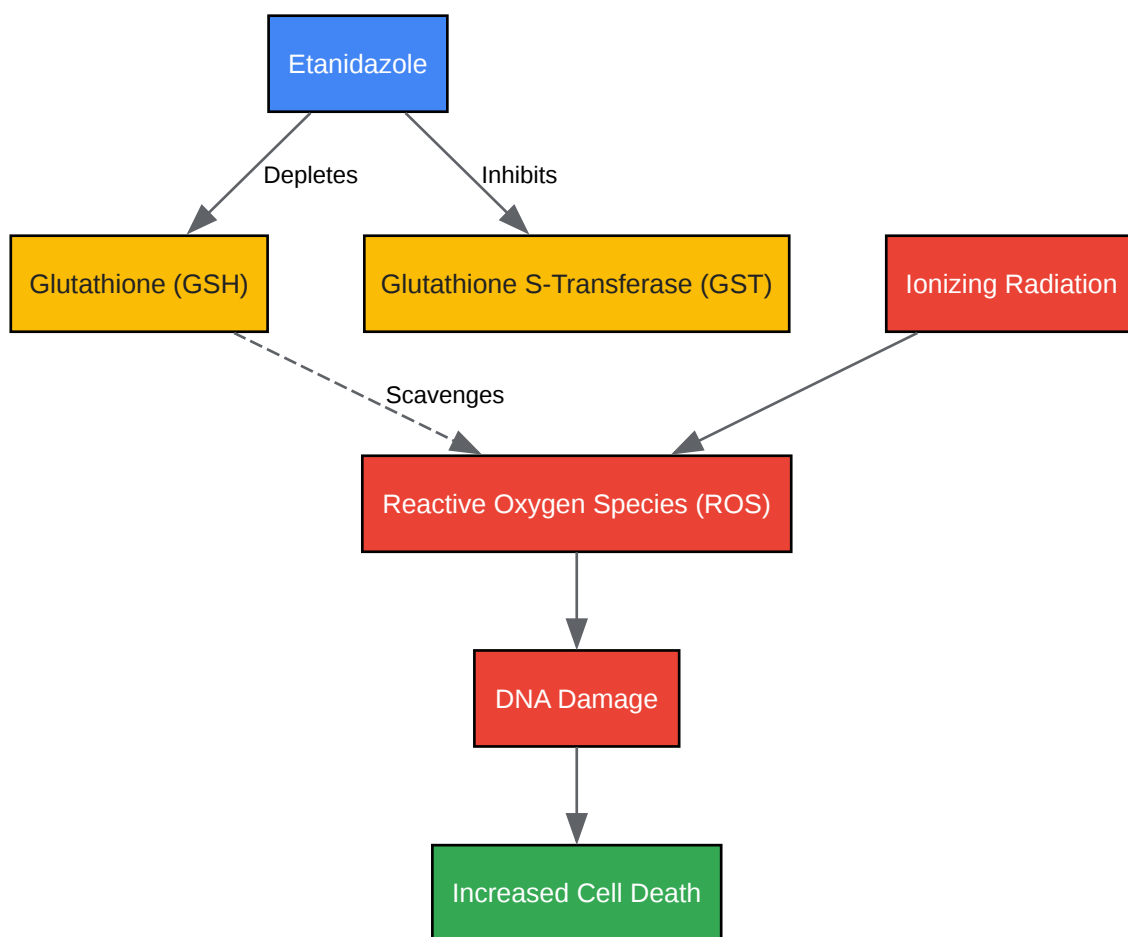 Etanidazole
Depletes
Inhibits
Glutathione (GSH)
Glutathione S-Transferase (GST)
Ionizing Radiation
Scavenges
Reactive Oxygen Species (ROS)
DNA Damage
Increased Cell Death